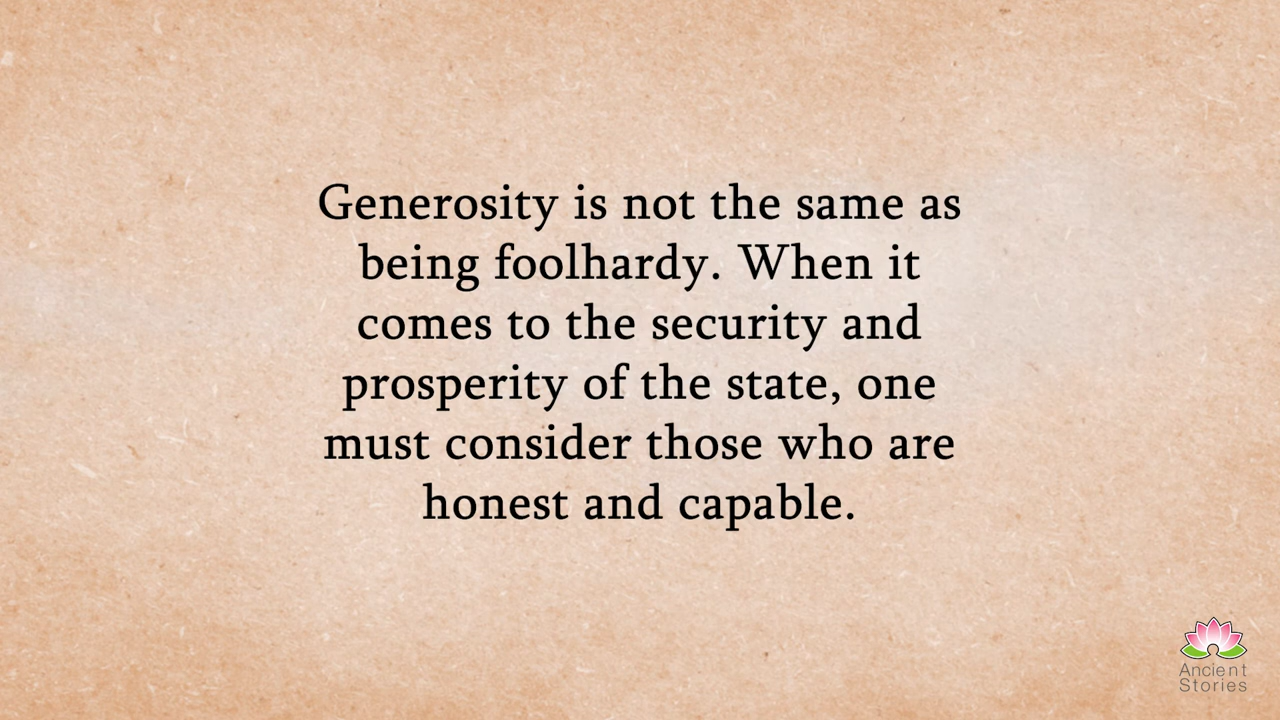 Generosity is not the same as
being foolhardy. When it
comes to the security and
prosperity of the state, one
must consider those who are
honest and capable.
Ancient
Stories